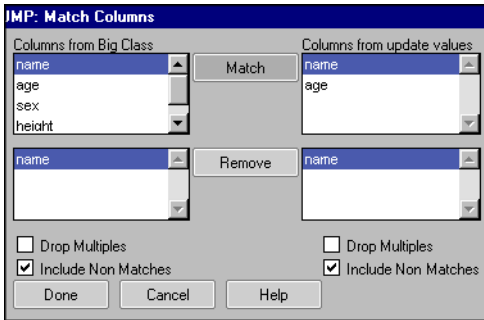 JMP: Match Columns
Columns from Big Class
Columns from update values
name
age
sex
height
Match
name
age
name
Remove
name
Drop Multiples
Include Non Matches
Drop Multiples
Include Non Matches
Done
Cancel
Help